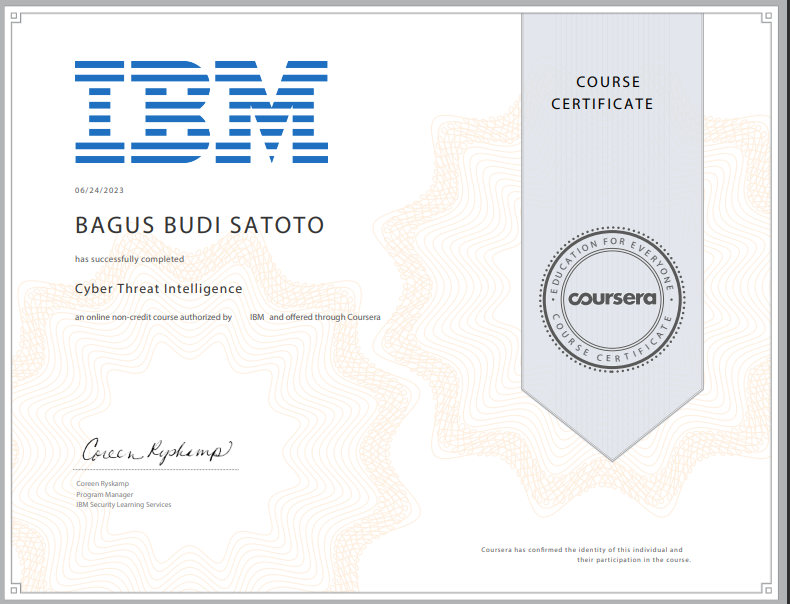 IBM
COURSE
CERTIFICATE
06/24/2023
BAGUS BUDI SATOTO
has successfully completed
Cyber Threat Intelligence
an online non-credit course authorized by IBM and offered through Coursera
EDUCATION FOR EVERYONE
coursera
COURSE CERTIFICATE
Coreen Ryskamp
Coreen Ryskamp
Program Manager
IBM Security Learning Services
Coursera has confirmed the identity of this individual and
their participation in the course.